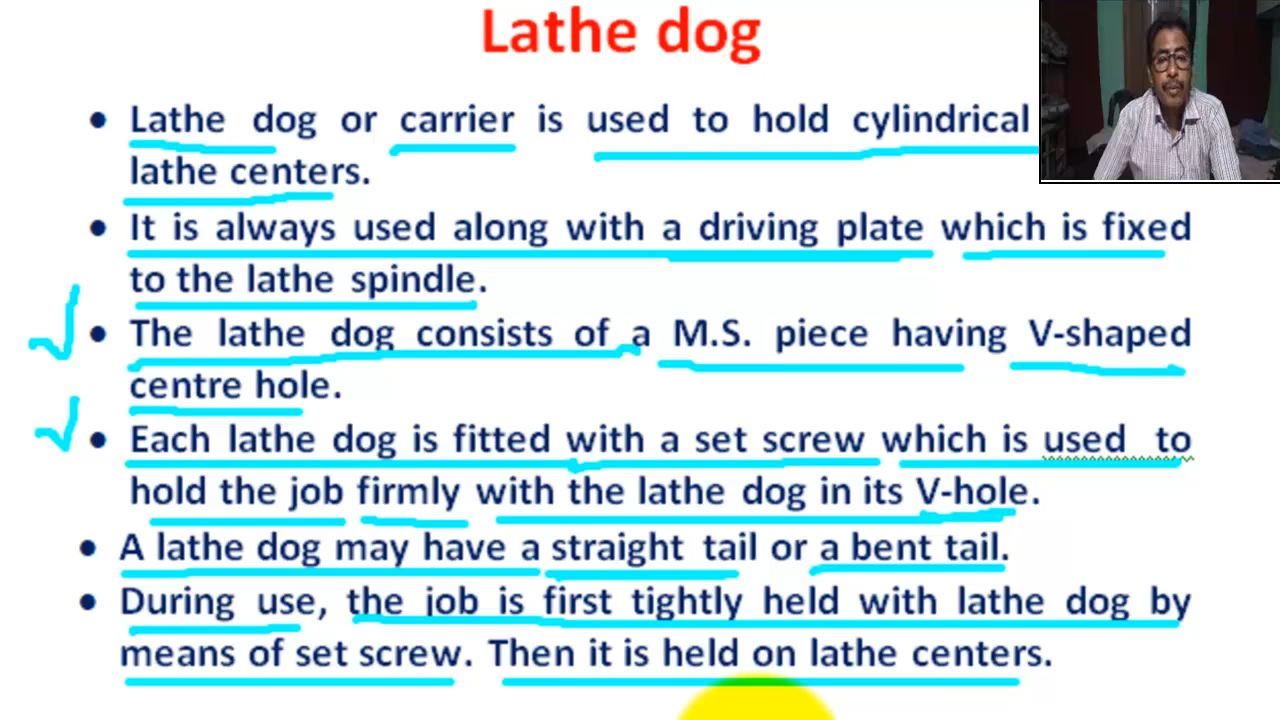 Lathe dog
• Lathe dog or carrier is used to hold cylindrical
lathe centers.
• It is always used along with a driving plate which is fixed
to the lathe spindle.
• The lathe dog consists of a M.S. piece having V-shaped
centre hole.
• Each lathe dog is fitted with a set screw which is used to
hold the job firmly with the lathe dog in its V-hole.
• A lathe dog may have a straight tail or a bent tail.
• During use, the job is first tightly held with lathe dog by
means of set screw. Then it is held on lathe centers.